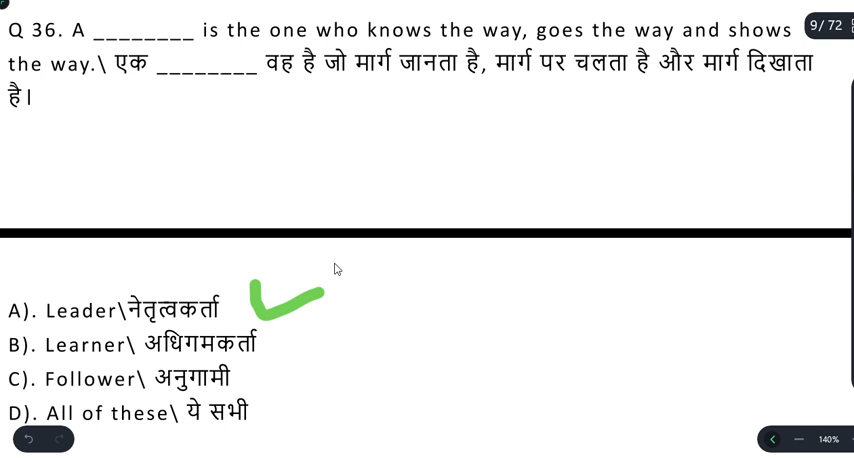 Q 36. A ________ is the one who knows the way, goes the way and shows
the way.\ एक ________ वह है जो मार्ग जानता है, मार्ग पर चलता है और मार्ग दिखाता
है।
9/ 72
A). Leader\नेतृत्वकर्ता
B). Learner\ अधिगमकर्ता
C). Follower\ अनुगामी
D). All of these\ ये सभी
140%